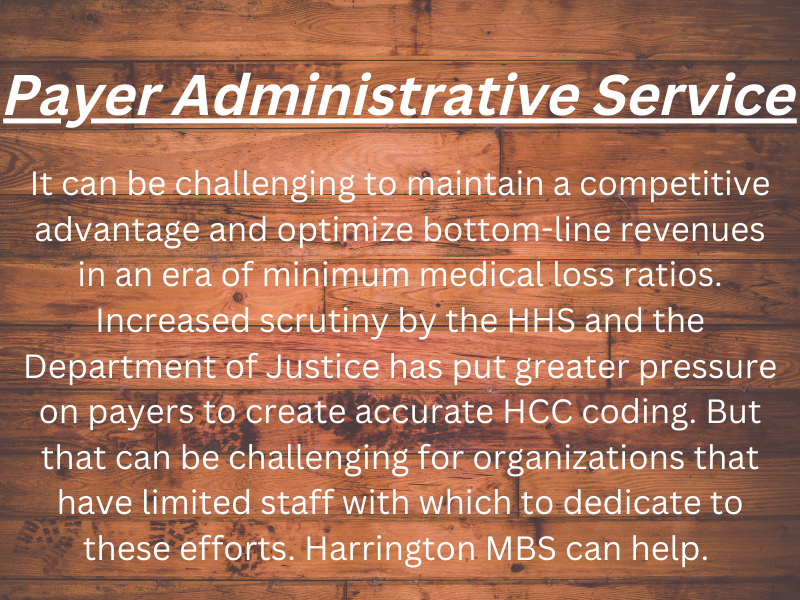 Payer Administrative Service
It can be challenging to maintain a competitive
advantage and optimize bottom-line revenues
in an era of minimum medical loss ratios.
Increased scrutiny by the HHS and the
Department of Justice has put greater pressure
on payers to create accurate HCC coding. But
that can be challenging for organizations that
have limited staff with which to dedicate to
these efforts. Harrington MBS can help.